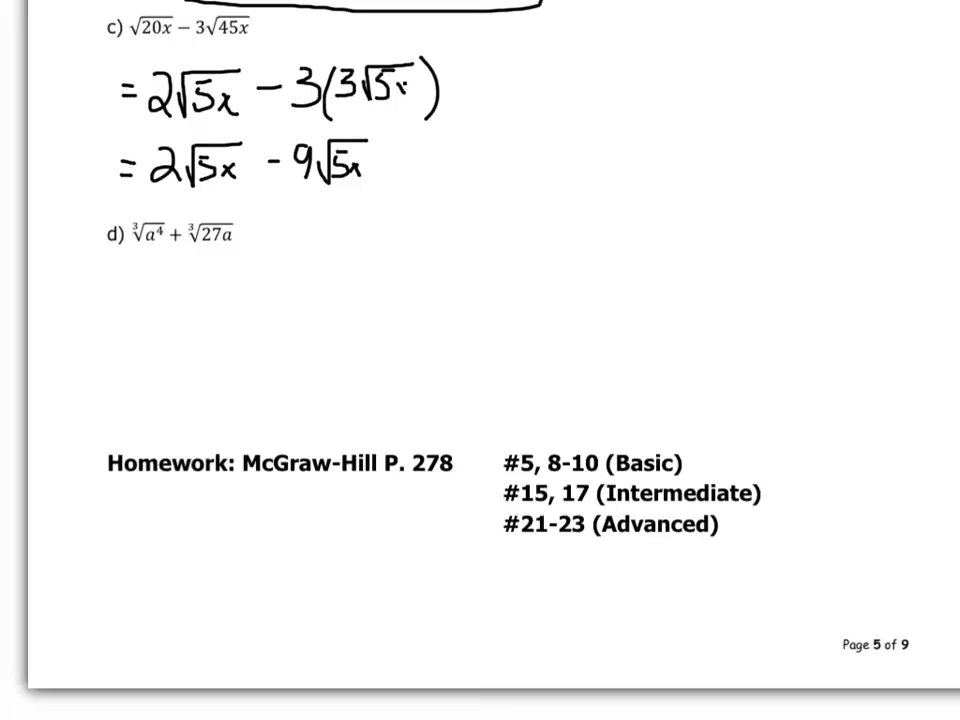 c) √20x − 3√45x
= 2√5x − 3(3√5x)
= 2√5x - 9√5x
d) ∛a⁴ + ∛27a
Homework: McGraw-Hill P. 278 #5, 8-10 (Basic)
#15, 17 (Intermediate)
#21-23 (Advanced)
Page 5 of 9